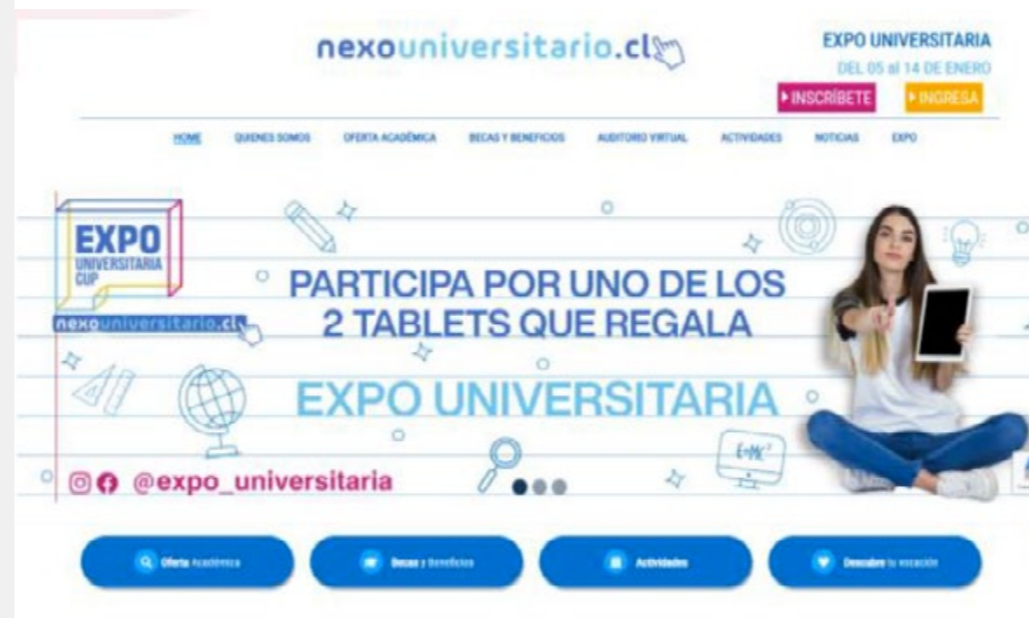 nexouniversitario.cl
EXPO UNIVERSITARIA
DEL 05 al 14 DE ENERO
INSCRÍBETE
INGRESA
HOME QUIENES SOMOS OFERTA ACADÉMICA BECAS Y BENEFICIOS AUDITORIO VIRTUAL ACTIVIDADES NOTICIAS EXPO
EXPO
UNIVERSITARIA
CUP
nexouniversitario.cl
PARTICIPA POR UNO DE LOS
2 TABLETS QUE REGALA
EXPO UNIVERSITARIA
E=MC²
@expo_universitaria
Oferta Académica
Becas y Beneficios
Actividades
Descubre tu vocación